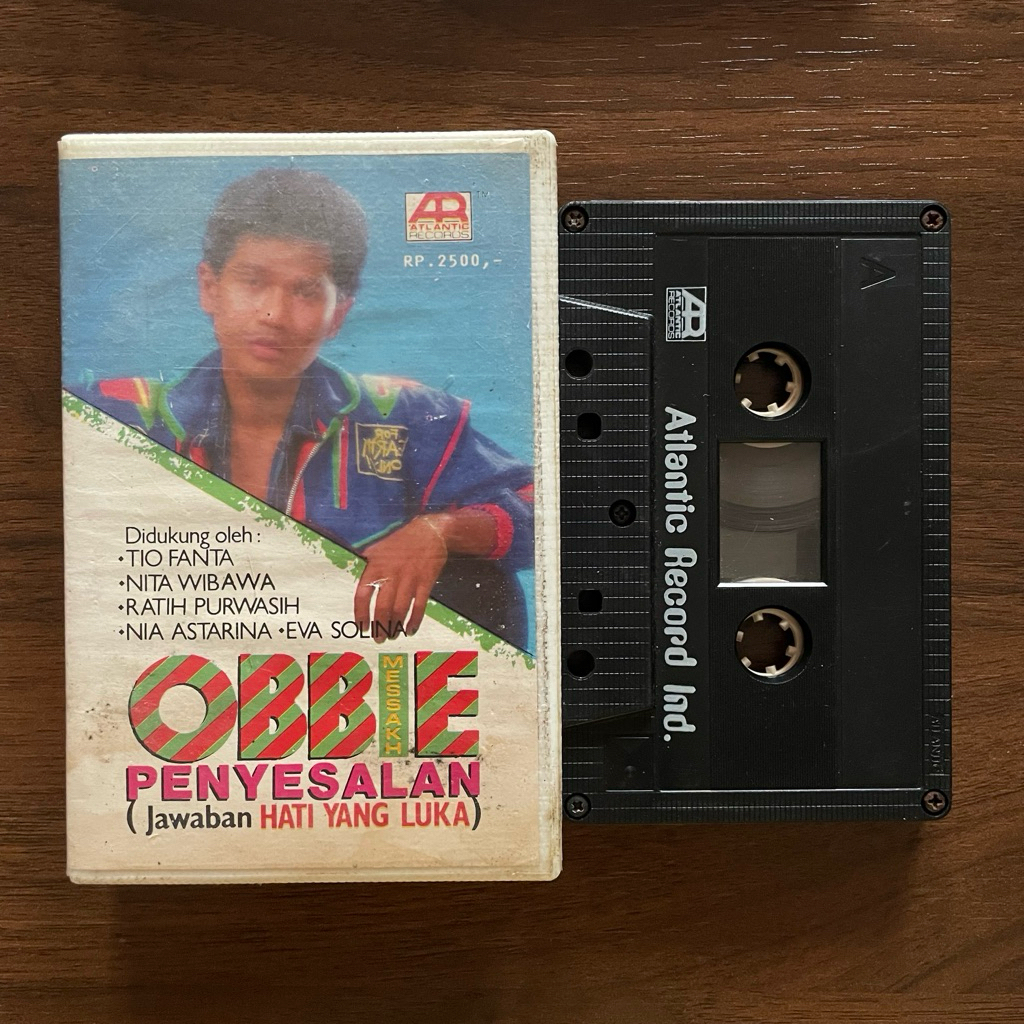 AR
TM
ATLANTIC
RECORDS
RP.2500,-
Didukung oleh :
•TIO FANTA
•NITA WIBAWA
•RATIH PURWASIH
•NIA ASTARINA •EVA SOLINA
OBBIE
MESSAKH
PENYESALAN
(Jawaban HATI YANG LUKA)
A
AR
ATLANTIC
RECORDS
Atlantic Record Ind.